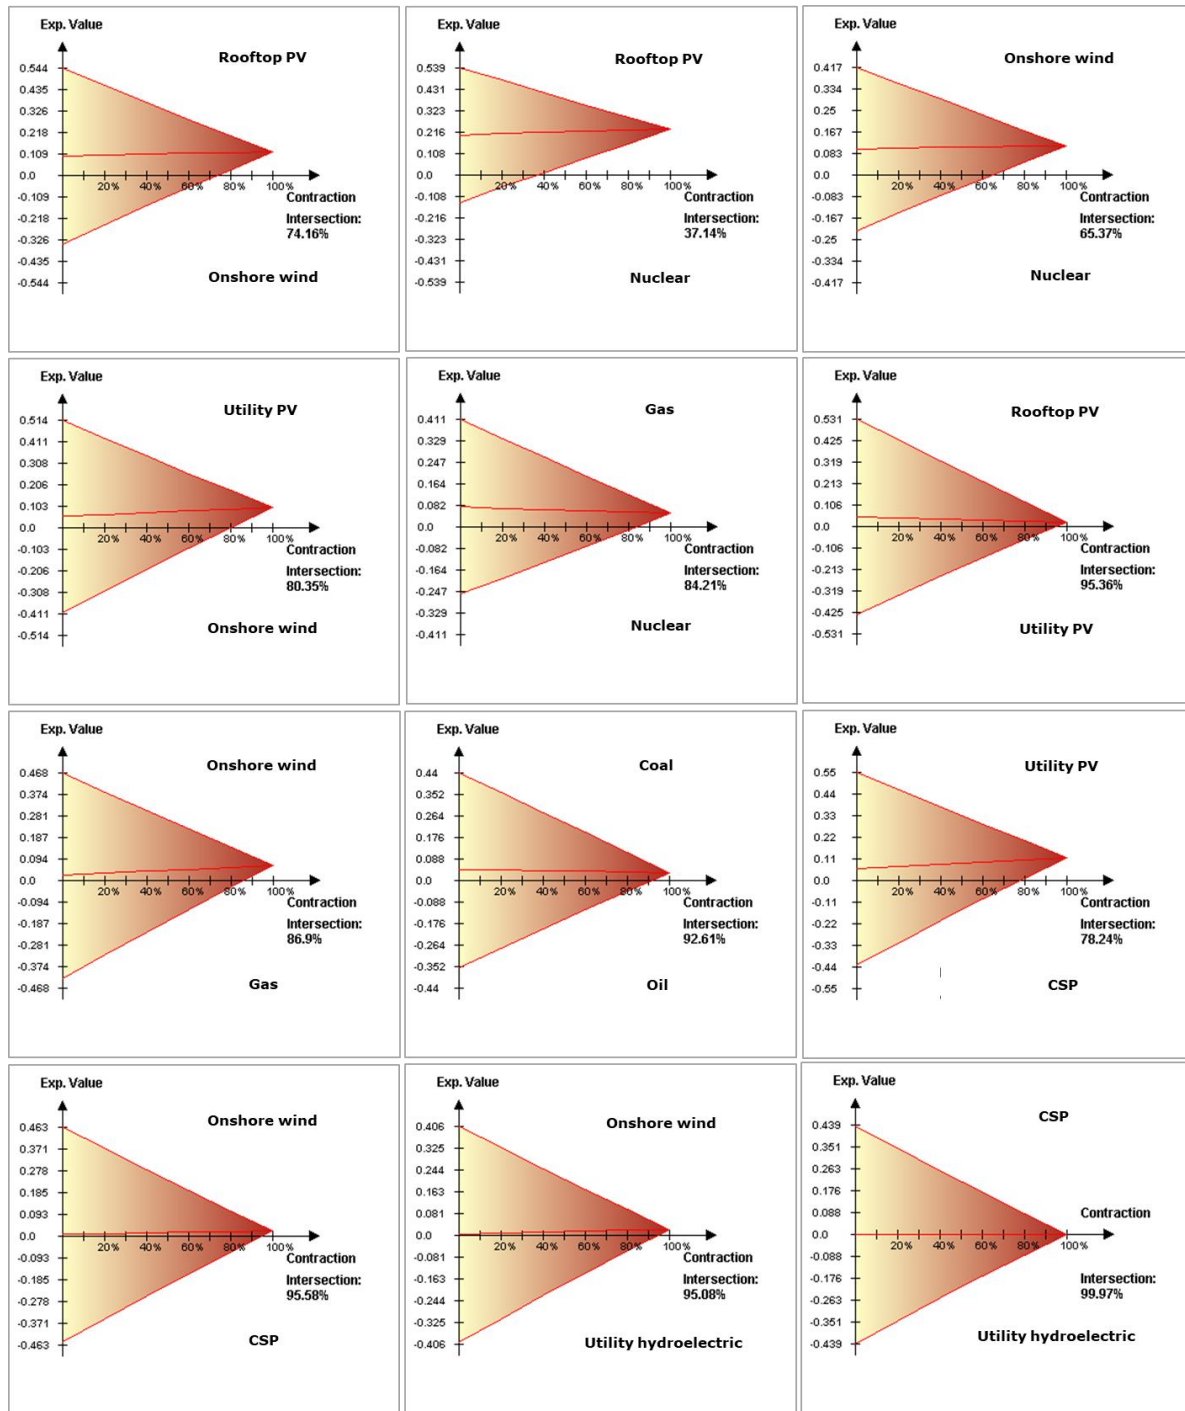 Exp. Value
Rooftop PV
0.544
0.435
0.326
0.218
0.109
0.0
-0.109
-0.218
-0.326
-0.435
-0.544
20% 40% 60% 80% 100%
Contraction
Intersection:
74.16%
Onshore wind
Exp. Value
Rooftop PV
0.539
0.431
0.323
0.216
0.108
0.0
-0.108
-0.216
-0.323
-0.431
-0.539
20% 40% 60% 80% 100%
Contraction
Intersection:
37.14%
Nuclear
Exp. Value
Onshore wind
0.417
0.334
0.25
0.167
0.083
0.0
-0.083
-0.167
-0.25
-0.334
-0.417
20% 40% 60% 80% 100%
Contraction
Intersection:
65.37%
Nuclear
Exp. Value
Utility PV
0.514
0.411
0.308
0.206
0.103
0.0
-0.103
-0.206
-0.308
-0.411
-0.514
20% 40% 60% 80% 100%
Contraction
Intersection:
80.35%
Onshore wind
Exp. Value
Gas
0.411
0.329
0.247
0.164
0.082
0.0
-0.082
-0.164
-0.247
-0.329
-0.411
20% 40% 60% 80% 100%
Contraction
Intersection:
84.21%
Nuclear
Exp. Value
Rooftop PV
0.531
0.425
0.319
0.213
0.106
0.0
-0.106
-0.213
-0.319
-0.425
-0.531
20% 40% 60% 80% 100%
Contraction
Intersection:
95.36%
Utility PV
Exp. Value
Onshore wind
0.468
0.374
0.281
0.187
0.094
0.0
-0.094
-0.187
-0.281
-0.374
-0.468
20% 40% 60% 80% 100%
Contraction
Intersection:
86.9%
Gas
Exp. Value
Coal
0.44
0.352
0.264
0.176
0.088
0.0
-0.088
-0.176
-0.264
-0.352
-0.44
20% 40% 60% 80% 100%
Contraction
Intersection:
92.61%
Oil
Exp. Value
Utility PV
0.55
0.44
0.33
0.22
0.11
0.0
-0.11
-0.22
-0.33
-0.44
-0.55
20% 40% 60% 80% 100%
Contraction
Intersection:
78.24%
CSP
Exp. Value
Onshore wind
0.463
0.371
0.278
0.185
0.093
0.0
-0.093
-0.185
-0.278
-0.371
-0.463
20% 40% 60% 80% 100%
Contraction
Intersection:
95.58%
CSP
Exp. Value
Onshore wind
0.406
0.325
0.244
0.163
0.081
0.0
-0.081
-0.163
-0.244
-0.325
-0.406
20% 40% 60% 80% 100%
Contraction
Intersection:
95.08%
Utility hydroelectric
Exp. Value
CSP
0.439
0.351
0.263
0.176
0.088
0.0
-0.088
-0.176
-0.263
-0.351
-0.439
Contraction
20% 40% 60% 80% 100%
Intersection:
99.97%
Utility hydroelectric